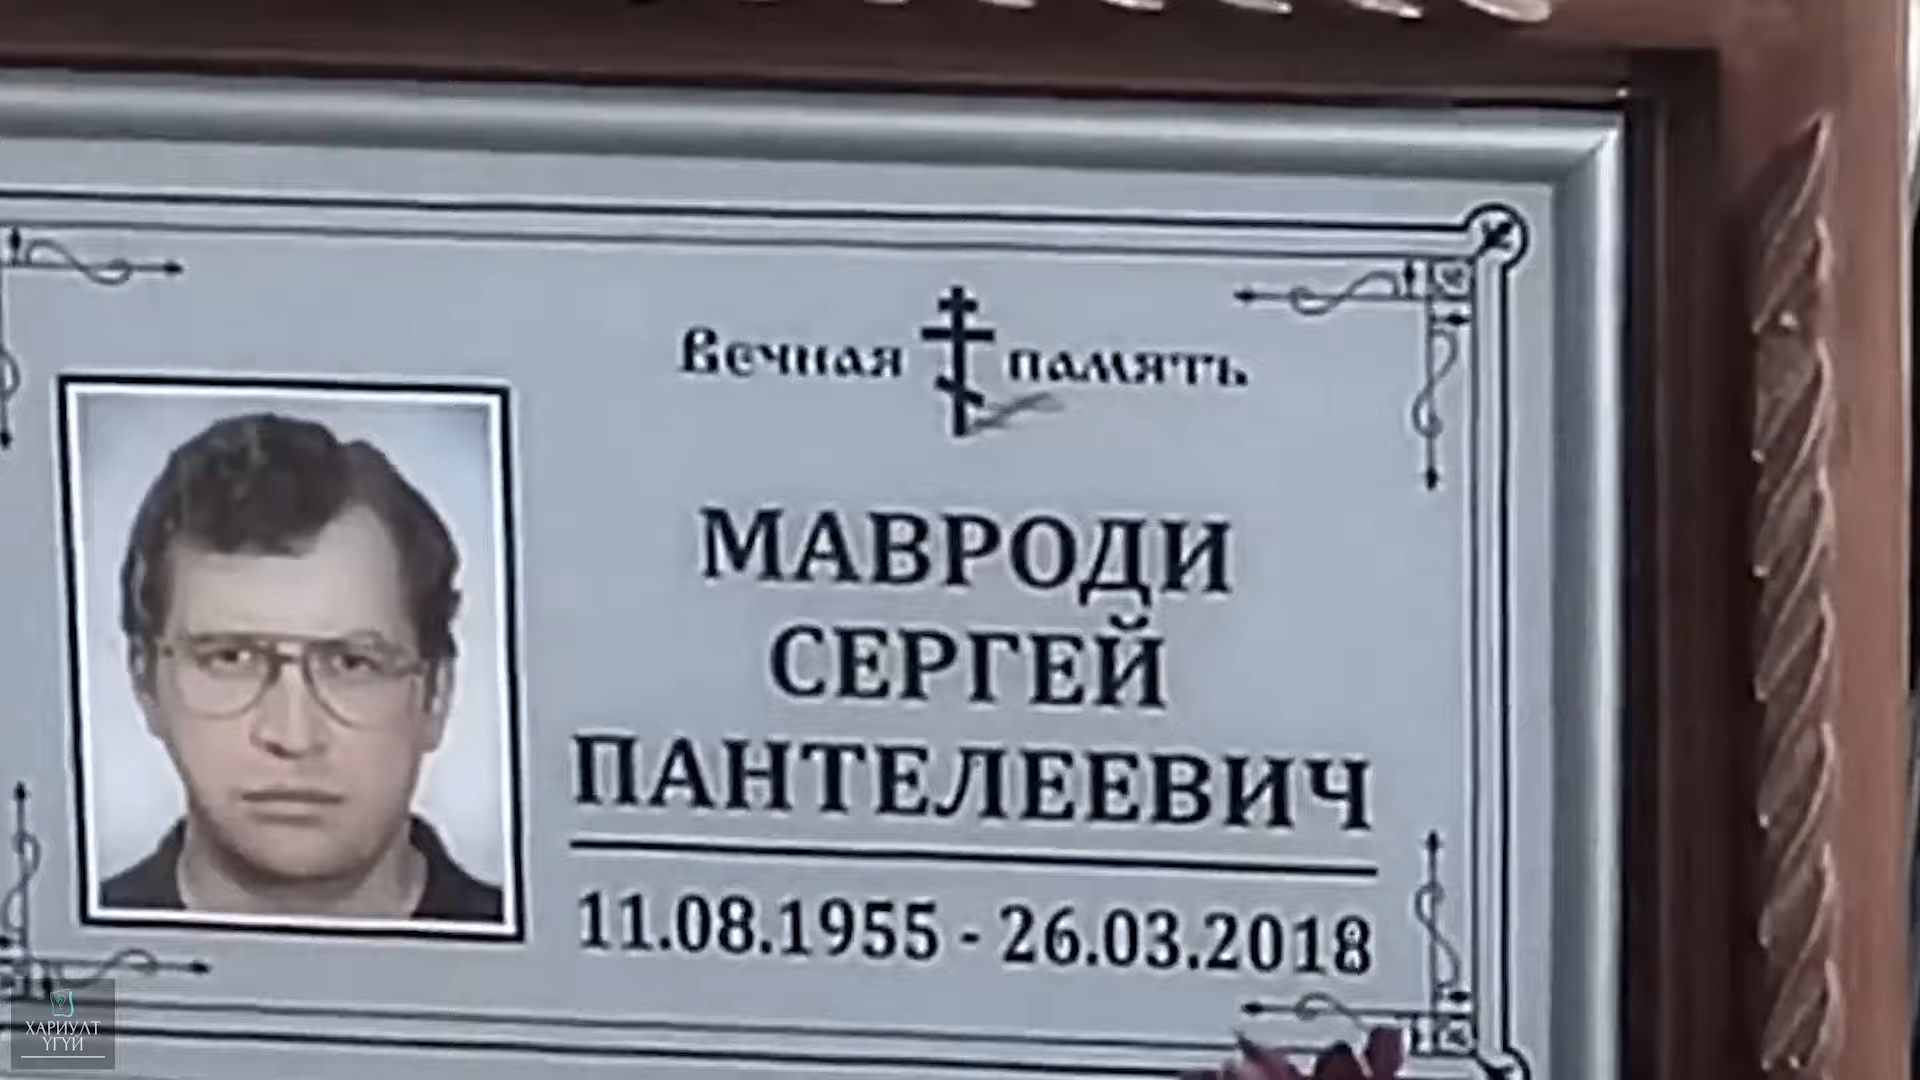 Вечная память
МАВРОДИ
СЕРГЕЙ
ПАНТЕЛЕЕВИЧ
11.08.1955 - 26.03.2018
ХАРИУЛТ
ҮГҮЙ